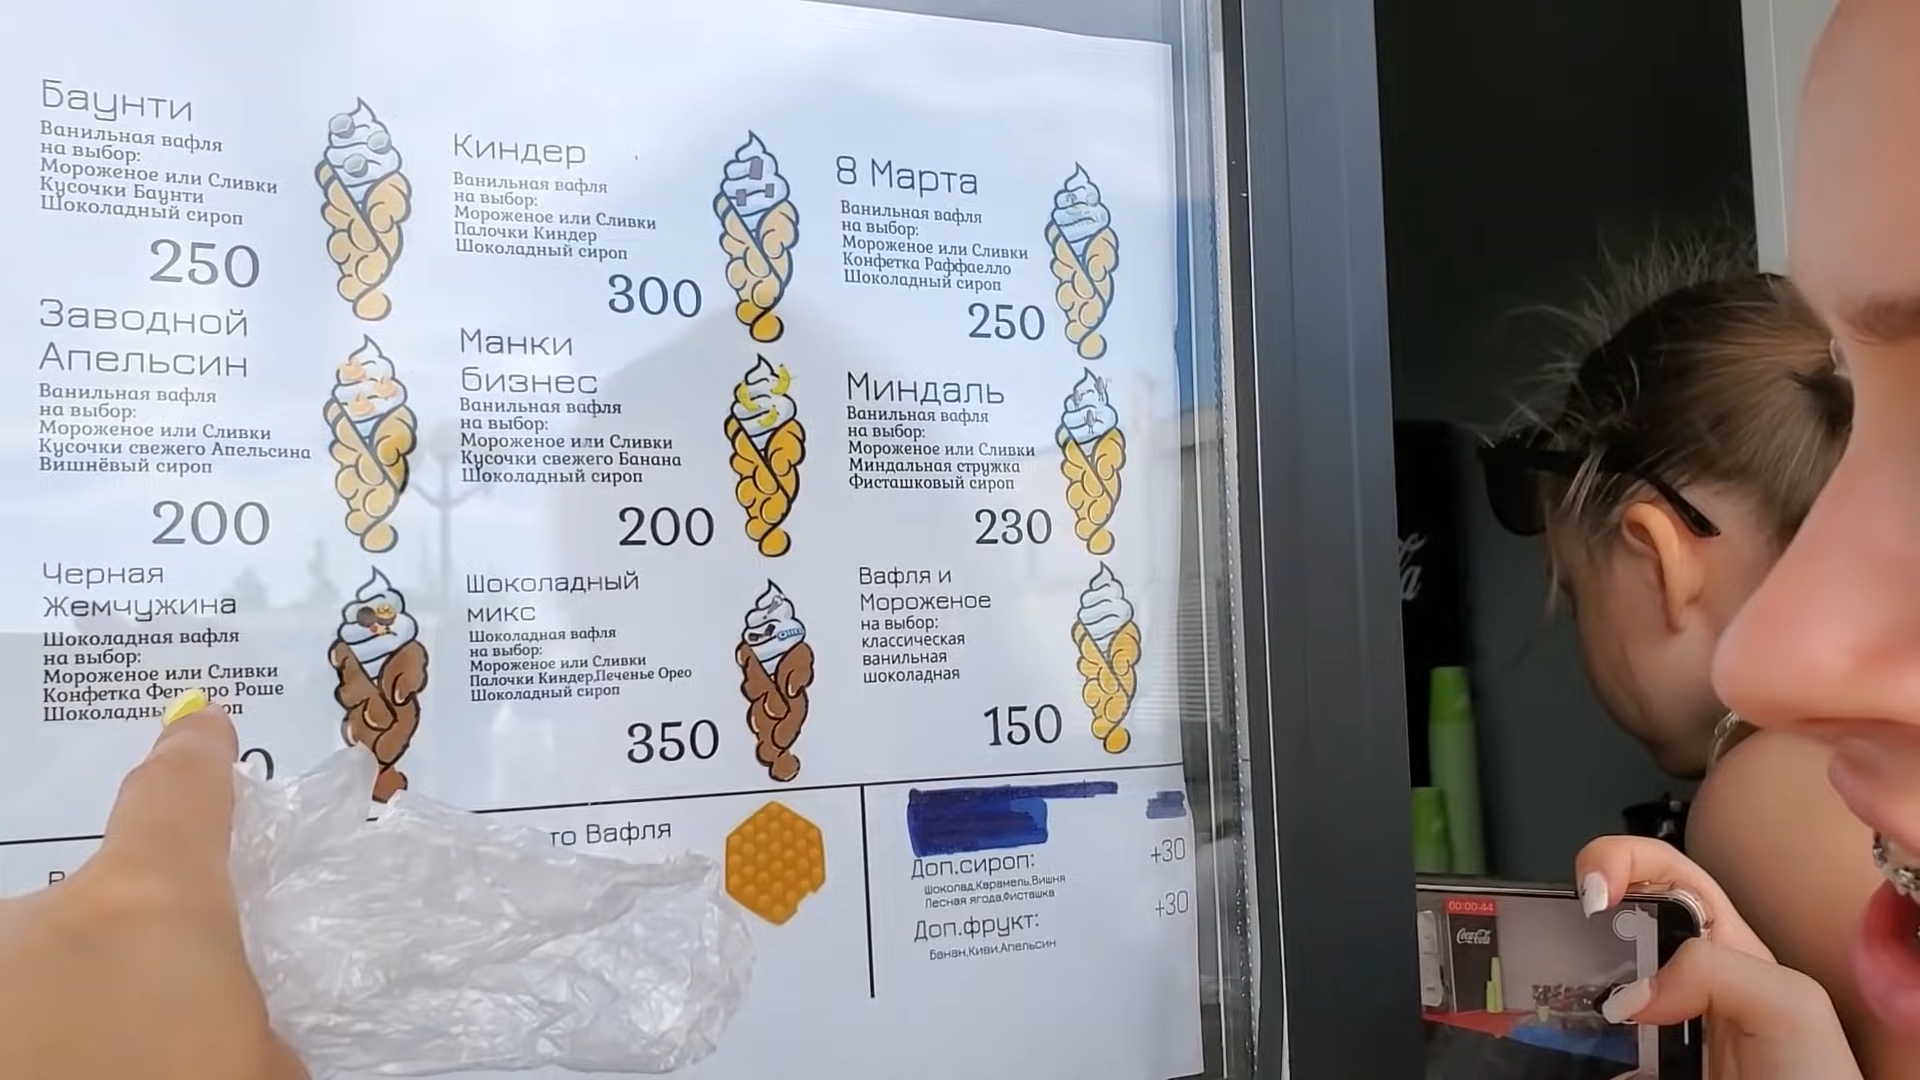 Баунти
Ванильная вафля
на выбор:
Мороженое или Сливки
Кусочки Баунти
Шоколадный сироп
250
Киндер
Ванильная вафля
на выбор:
Мороженое или Сливки
Палочки Киндер
Шоколадный сироп
300
8 Марта
Ванильная вафля
на выбор:
Мороженое или Сливки
Конфетка Раффаелло
Шоколадный сироп
250
Заводной
Апельсин
Ванильная вафля
на выбор:
Мороженое или Сливки
Кусочки свежего Апельсина
Вишнёвый сироп
200
Манки
бизнес
Ванильная вафля
на выбор:
Мороженое или Сливки
Кусочки свежего Банана
Шоколадный сироп
200
Миндаль
Ванильная вафля
на выбор:
Мороженое или Сливки
Миндальная стружка
Фисташковый сироп
230
Черная
Жемчужина
Шоколадная вафля
на выбор:
Мороженое или Сливки
Конфетка Роше
Шоколадный
Шоколадный
микс
Шоколадная вафля
на выбор:
Мороженое или Сливки
Палочки Киндер,Печенье Орео
Шоколадный сироп
350
Вафля и
Мороженое
на выбор:
классическая
ванильная
шоколадная
150
то Вафля
Доп.сироп: +30
Шоколад,Карамель,Вишня
Лесная ягода,Фисташка
Доп.фрукт: +30
Банан,Киви,Апельсин
00:00:44
Coca-Cola